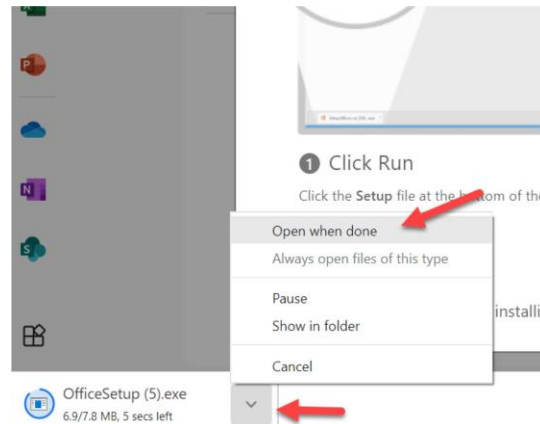 1 Click Run
Click the Setup file at the bottom of the
Open when done
Always open files of this type
Pause
Show in folder
installi
Cancel
OfficeSetup (5).exe
6.9/7.8 MB, 5 secs left
P
N
S